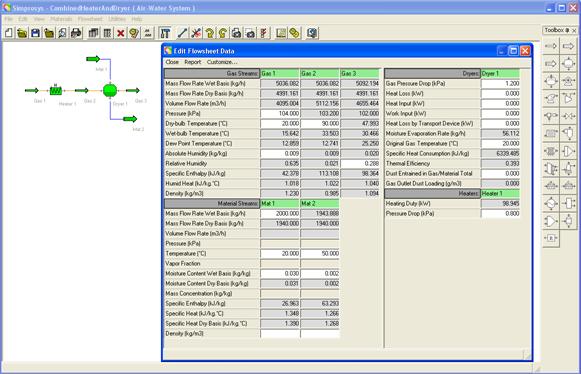 Simprosys - CombinedHeaterAndDryer ( Air-Water System )
File Edit View Materials Flowsheet Utilities Help
Toolbox
Mat 1
Gas 1 Heater 1 Gas 2 Dryer 1 Gas 3
Mat 2
Edit Flowsheet Data
Close Report Customize...
Gas Streams: Gas 1 Gas 2 Gas 3
Mass Flow Rate Wet Basis (kg/h) 5036.082 5036.082 5092.194
Mass Flow Rate Dry Basis (kg/h) 4991.161 4991.161 4991.161
Volume Flow Rate (m3/h) 4095.004 5112.156 4655.464
Pressure (kPa) 104.000 103.200 102.000
Dry-bulb Temperature (°C) 20.000 90.000 47.993
Wet-bulb Temperature (°C) 15.642 33.503 30.466
Dew Point Temperature (°C) 12.859 12.741 25.250
Absolute Humidity (kg/kg) 0.009 0.009 0.020
Relative Humidity 0.635 0.021 0.288
Specific Enthalpy (kJ/kg) 42.378 113.108 98.364
Humid Heat (kJ/kg.°C) 1.018 1.022 1.040
Density (kg/m3) 1.230 0.985 1.094
Material Streams: Mat 1 Mat 2
Mass Flow Rate Wet Basis (kg/h) 2000.000 1943.888
Mass Flow Rate Dry Basis (kg/h) 1940.000 1940.000
Volume Flow Rate (m3/h)
Pressure (kPa)
Temperature (°C) 20.000 50.000
Vapor Fraction
Moisture Content Wet Basis (kg/kg) 0.030 0.002
Moisture Content Dry Basis (kg/kg) 0.031 0.002
Mass Concentration (kg/kg)
Specific Enthalpy (kJ/kg) 26.963 63.293
Specific Heat (kJ/kg.°C) 1.348 1.266
Specific Heat Dry Basis (kJ/kg.°C) 1.390 1.268
Density (kg/m3)
Dryers: Dryer 1
Gas Pressure Drop (kPa) 1.200
Heat Loss (kW) 0.000
Heat Input (kW) 0.000
Work Input (kW) 0.000
Heat Loss by Transport Device (kW) 0.000
Moisture Evaporation Rate (kg/h) 56.112
Original Gas Temperature (°C) 20.000
Specific Heat Consumption (kJ/kg) 6339.485
Thermal Efficiency 0.393
Dust Entrained in Gas/Material Total 0.000
Gas Outlet Dust Loading (g/m3) 0.000
Heaters: Heater 1
Heating Duty (kW) 98.945
Pressure Drop (kPa) 0.800